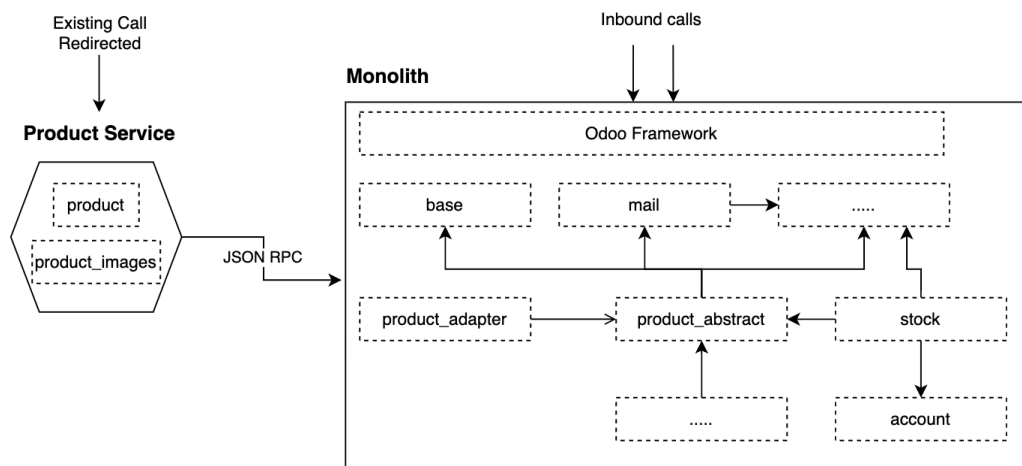 Existing Call
Redirected
Inbound calls
Monolith
Product Service
Odoo Framework
product
product_images
JSON RPC
base
mail
.....
product_adapter
product_abstract
stock
.....
account